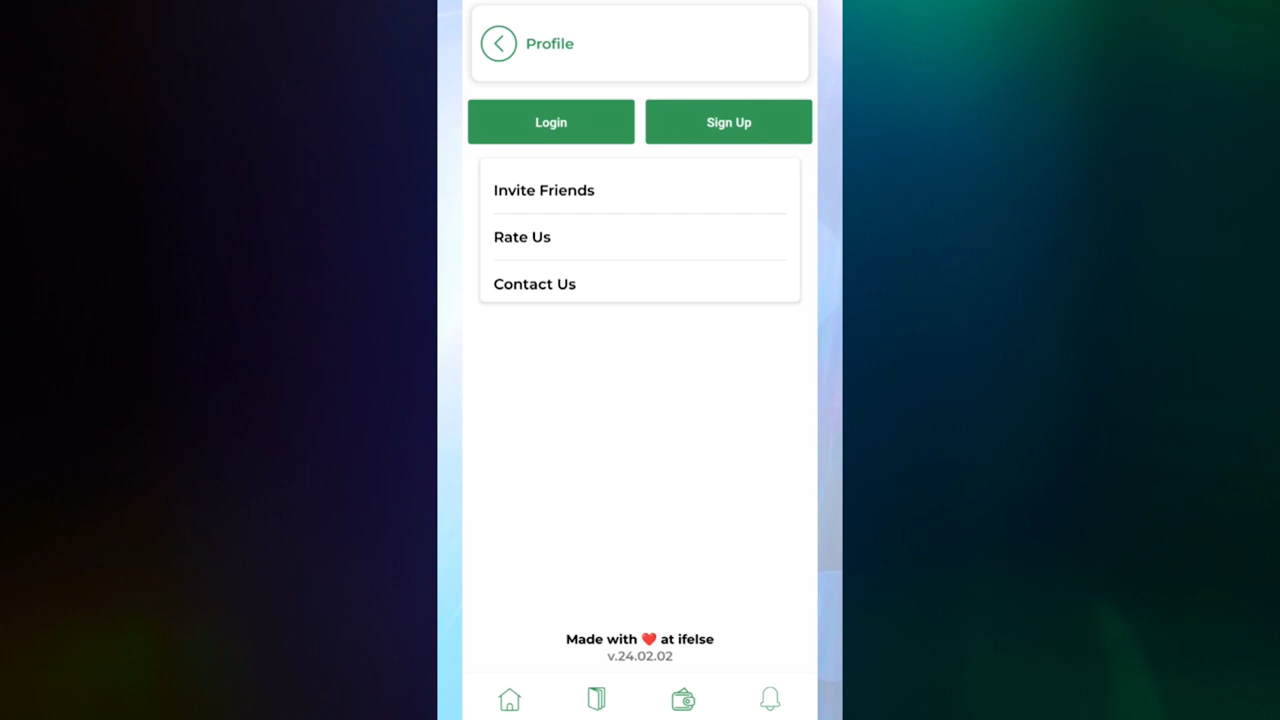 Profile
Login
Sign Up
Invite Friends
Rate Us
Contact Us
Made with ❤️ at ifelse
v.24.02.02